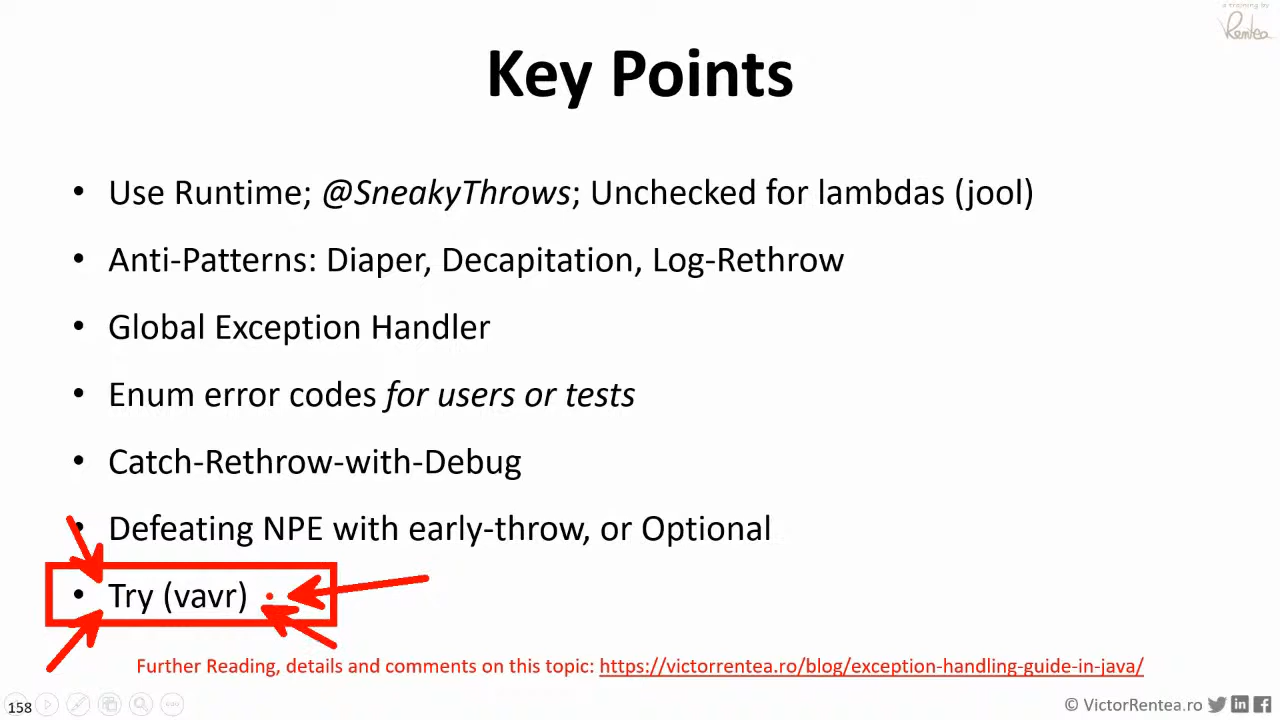 a training by
VRentea
Key Points
• Use Runtime; @SneakyThrows; Unchecked for lambdas (jool)
• Anti-Patterns: Diaper, Decapitation, Log-Rethrow
• Global Exception Handler
• Enum error codes for users or tests
• Catch-Rethrow-with-Debug
• Defeating NPE with early-throw, or Optional
• Try (vavr)
Further Reading, details and comments on this topic: https://victorrentea.ro/blog/exception-handling-guide-in-java/
158
© VictorRentea.ro